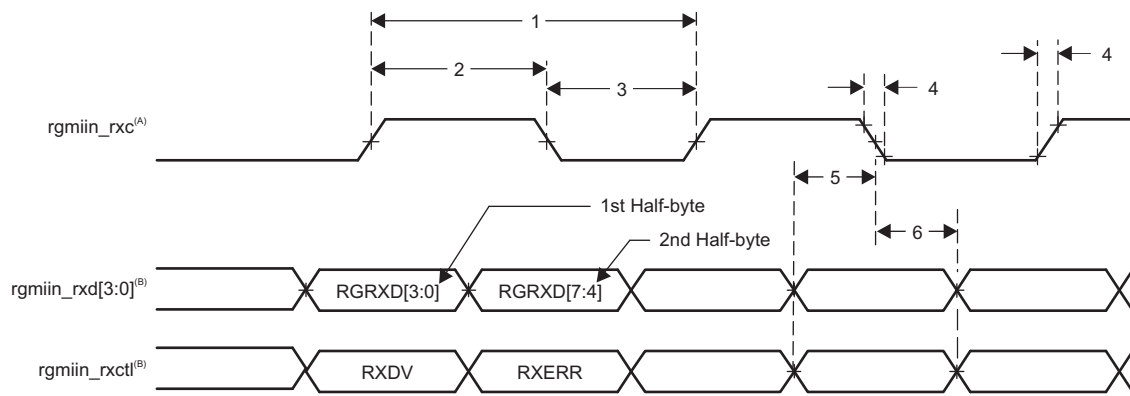 1
2
3
4
4
rgmiin_rxc(A)
5
1st Half-byte
6
2nd Half-byte
rgmiin_rxd[3:0](B)
RGRXD[3:0]
RGRXD[7:4]
rgmiin_rxctl(B)
RXDV
RXERR